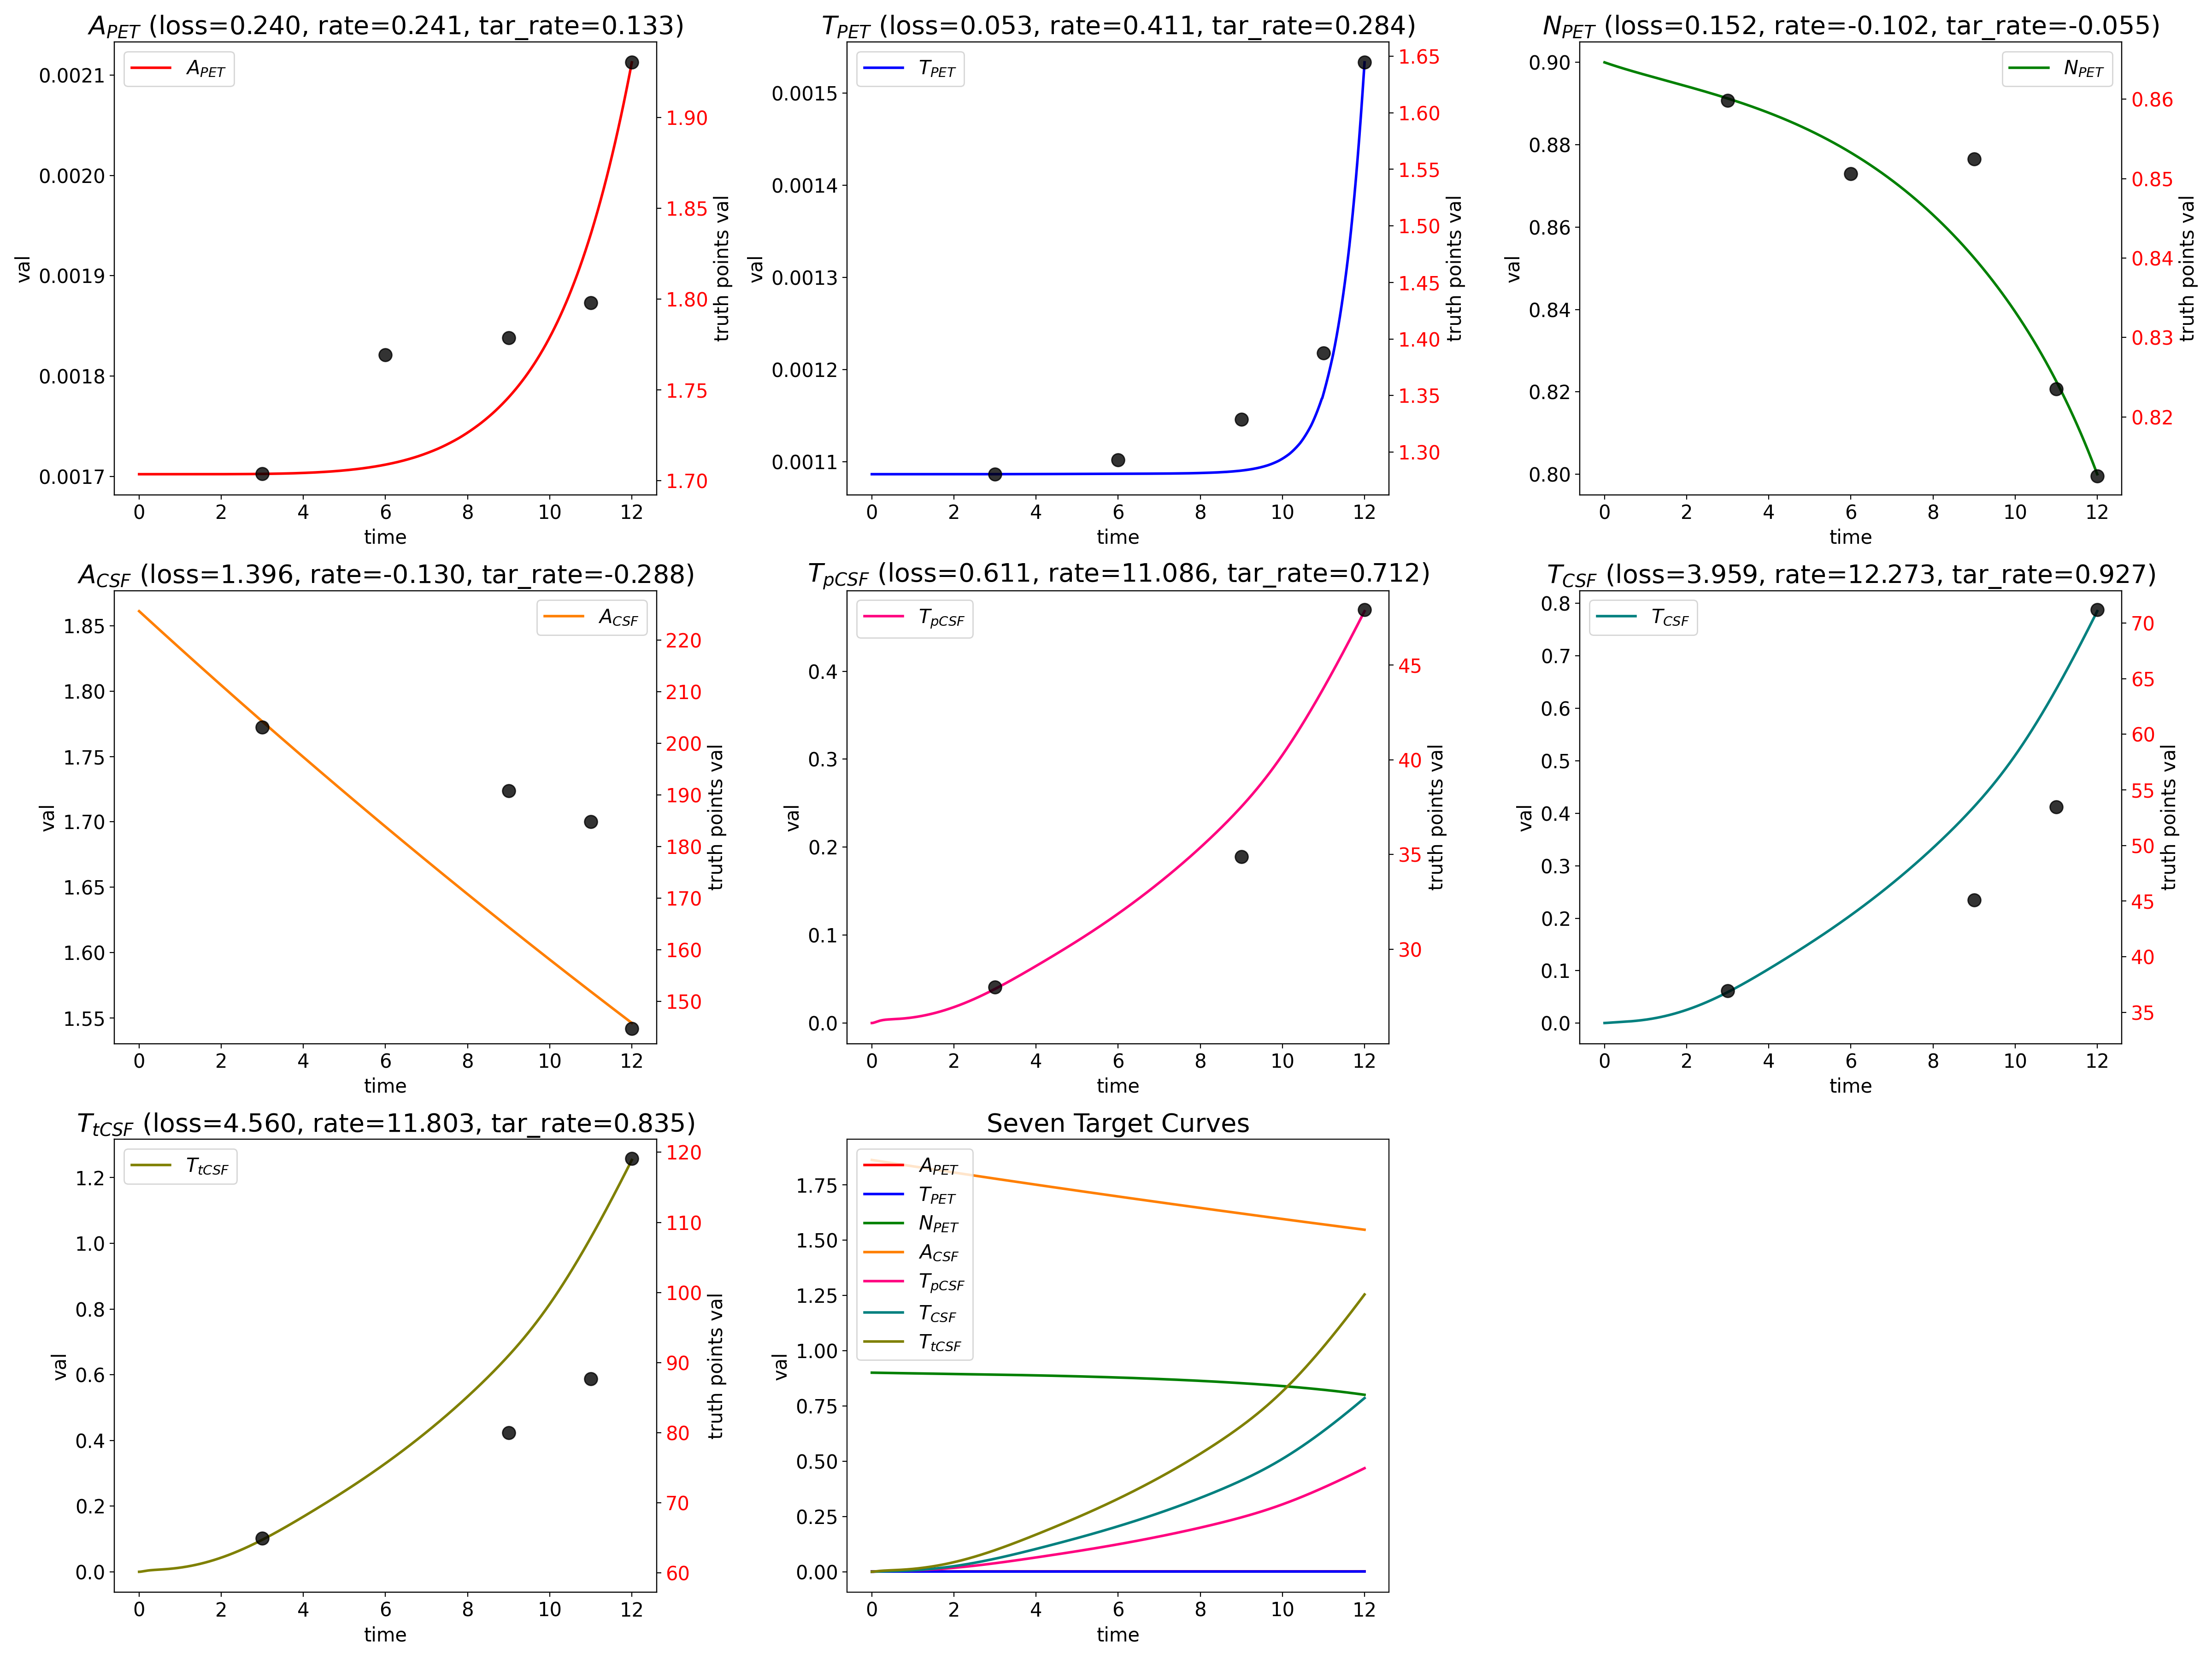 A_PET (loss=0.240, rate=0.241, tar_rate=0.133)
A_PET
0.0021
0.0020
0.0019
0.0018
0.0017
val
1.90
1.85
1.80
1.75
1.70
truth points val
0 2 4 6 8 10 12
time
T_PET (loss=0.053, rate=0.411, tar_rate=0.284)
T_PET
0.0015
0.0014
0.0013
0.0012
0.0011
val
1.65
1.60
1.55
1.50
1.45
1.40
1.35
1.30
truth points val
0 2 4 6 8 10 12
time
N_PET (loss=0.152, rate=-0.102, tar_rate=-0.055)
N_PET
0.90
0.88
0.86
0.84
0.82
0.80
val
0.86
0.85
0.84
0.83
0.82
truth points val
0 2 4 6 8 10 12
time
A_CSF (loss=1.396, rate=-0.130, tar_rate=-0.288)
A_CSF
1.85
1.80
1.75
1.70
1.65
1.60
1.55
val
220
210
200
190
180
170
160
150
truth points val
0 2 4 6 8 10 12
time
T_pCSF (loss=0.611, rate=11.086, tar_rate=0.712)
T_pCSF
0.4
0.3
0.2
0.1
0.0
val
45
40
35
30
truth points val
0 2 4 6 8 10 12
time
T_CSF (loss=3.959, rate=12.273, tar_rate=0.927)
T_CSF
0.8
0.7
0.6
0.5
0.4
0.3
0.2
0.1
0.0
val
70
65
60
55
50
45
40
35
truth points val
0 2 4 6 8 10 12
time
T_tCSF (loss=4.560, rate=11.803, tar_rate=0.835)
T_tCSF
1.2
1.0
0.8
0.6
0.4
0.2
0.0
val
120
110
100
90
80
70
60
truth points val
0 2 4 6 8 10 12
time
Seven Target Curves
A_PET
T_PET
N_PET
A_CSF
T_pCSF
T_CSF
T_tCSF
1.75
1.50
1.25
1.00
0.75
0.50
0.25
0.00
val
0 2 4 6 8 10 12
time